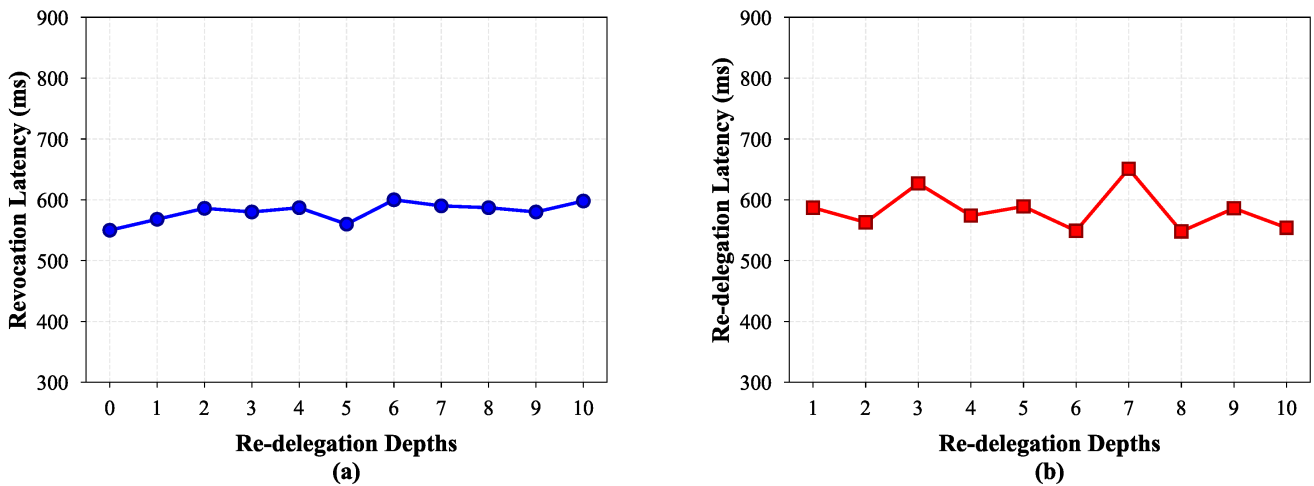 900
800
700
600
500
400
300
Revocation Latency (ms)
0 1 2 3 4 5 6 7 8 9 10
Re-delegation Depths
(a)
900
800
700
600
500
400
300
Re-delegation Latency (ms)
1 2 3 4 5 6 7 8 9 10
Re-delegation Depths
(b)